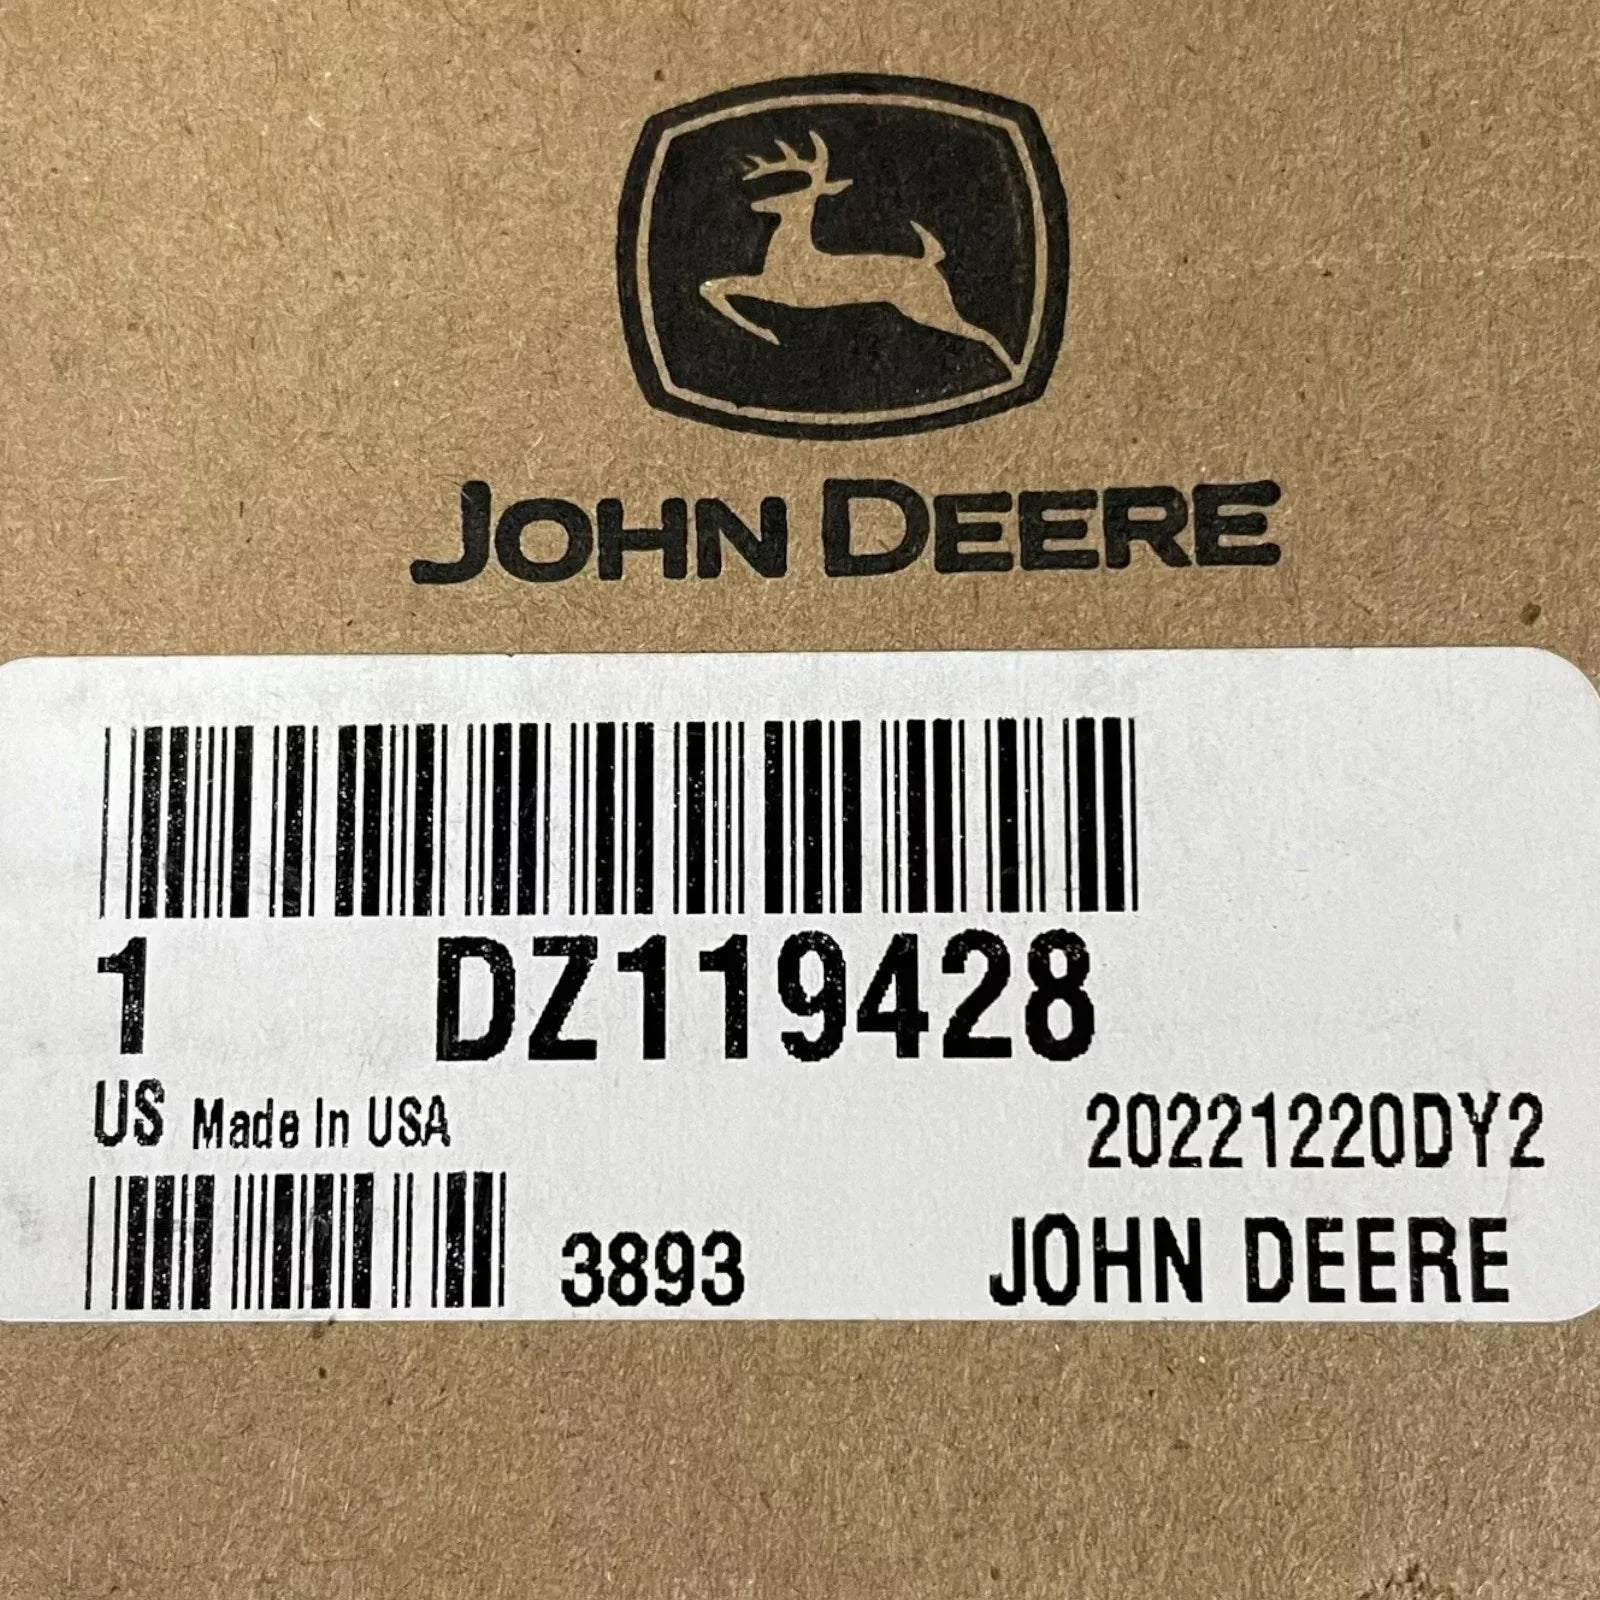 JOHN DEERE
1 DZ119428
US Made In USA
20221220DY2
3893
JOHN DEERE